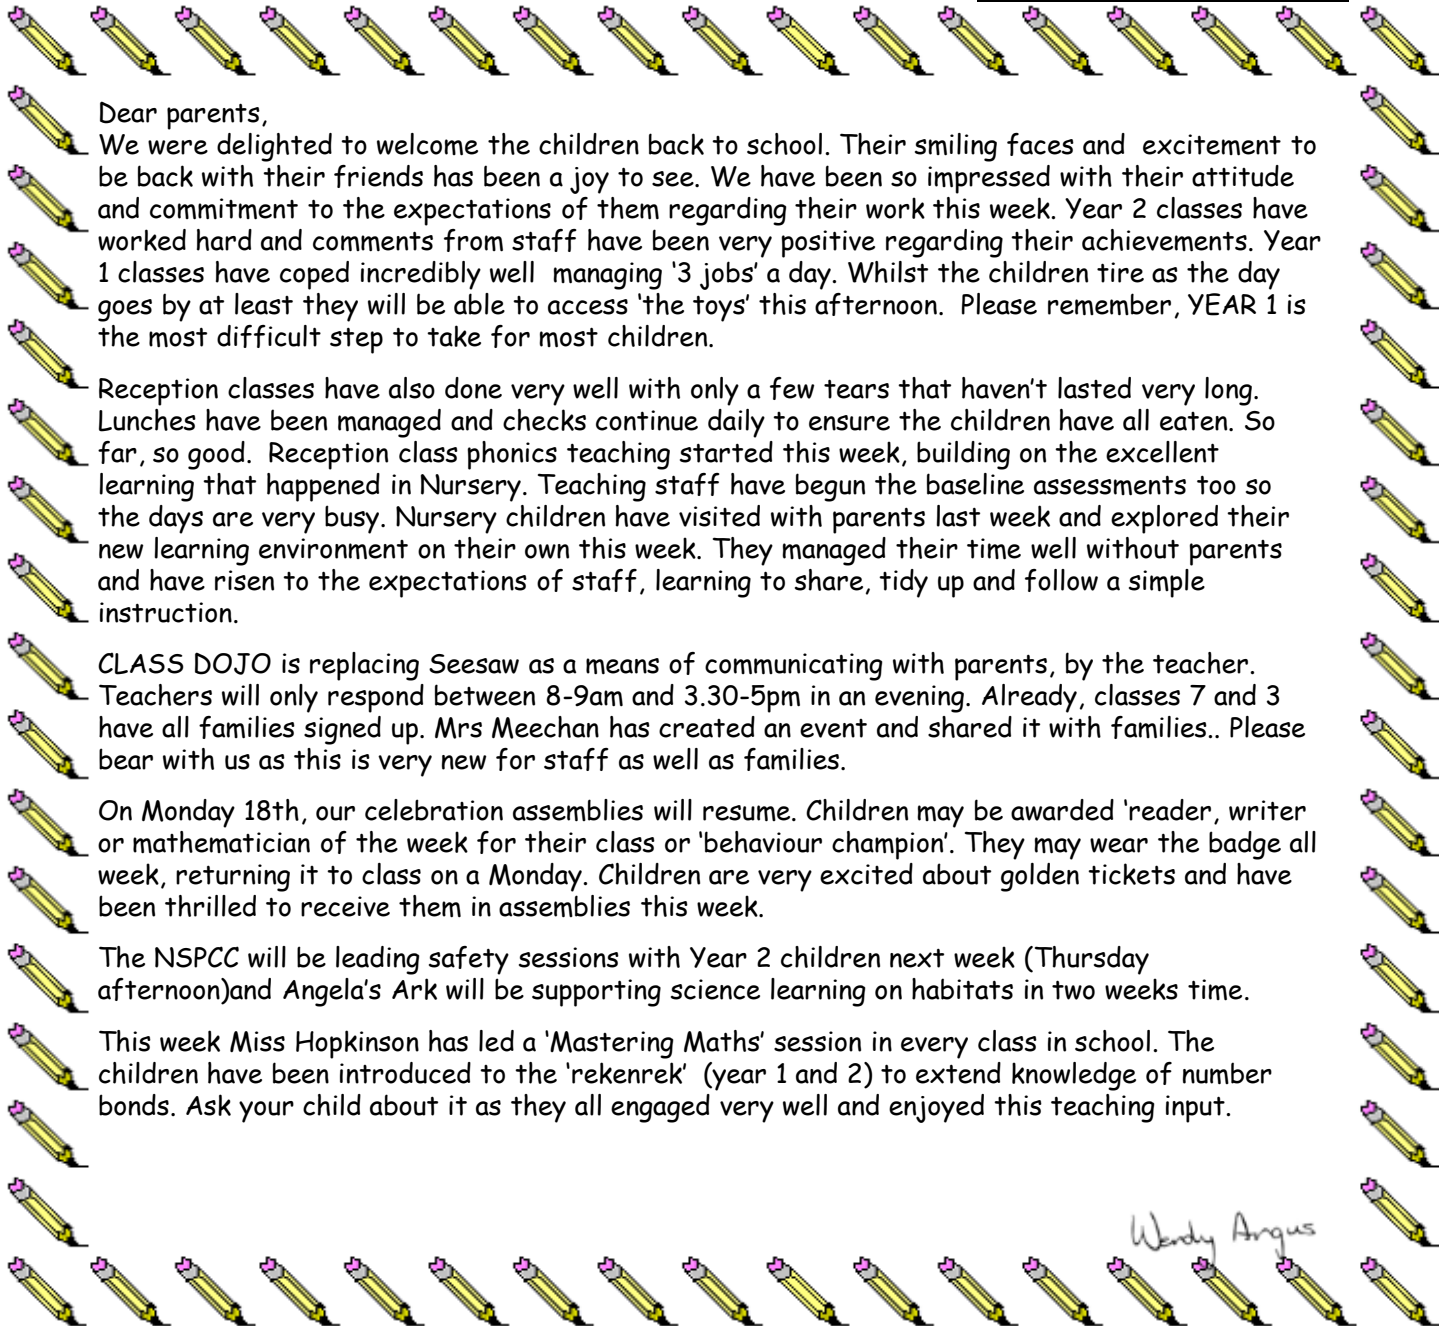 Dear parents,
We were delighted to welcome the children back to school. Their smiling faces and  excitement to
be back with their friends has been a joy to see. We have been so impressed with their attitude
and commitment to the expectations of them regarding their work this week. Year 2 classes have
worked hard and comments from staff have been very positive regarding their achievements. Year
1 classes have coped incredibly well  managing ‘3 jobs’ a day. Whilst the children tire as the day
goes by at least they will be able to access ‘the toys’ this afternoon.  Please remember, YEAR 1 is
the most difficult step to take for most children.
Reception classes have also done very well with only a few tears that haven’t lasted very long.
Lunches have been managed and checks continue daily to ensure the children have all eaten. So
far, so good.  Reception class phonics teaching started this week, building on the excellent
learning that happened in Nursery. Teaching staff have begun the baseline assessments too so
the days are very busy. Nursery children have visited with parents last week and explored their
new learning environment on their own this week. They managed their time well without parents
and have risen to the expectations of staff, learning to share, tidy up and follow a simple
instruction.
CLASS DOJO is replacing Seesaw as a means of communicating with parents, by the teacher.
Teachers will only respond between 8-9am and 3.30-5pm in an evening. Already, classes 7 and 3
have all families signed up. Mrs Meechan has created an event and shared it with families.. Please
bear with us as this is very new for staff as well as families.
On Monday 18th, our celebration assemblies will resume. Children may be awarded ‘reader, writer
or mathematician of the week for their class or ‘behaviour champion’. They may wear the badge all
week, returning it to class on a Monday. Children are very excited about golden tickets and have
been thrilled to receive them in assemblies this week.
The NSPCC will be leading safety sessions with Year 2 children next week (Thursday
afternoon)and Angela’s Ark will be supporting science learning on habitats in two weeks time.
This week Miss Hopkinson has led a ‘Mastering Maths’ session in every class in school. The
children have been introduced to the ‘rekenrek’  (year 1 and 2) to extend knowledge of number
bonds. Ask your child about it as they all engaged very well and enjoyed this teaching input.
Wendy Angus